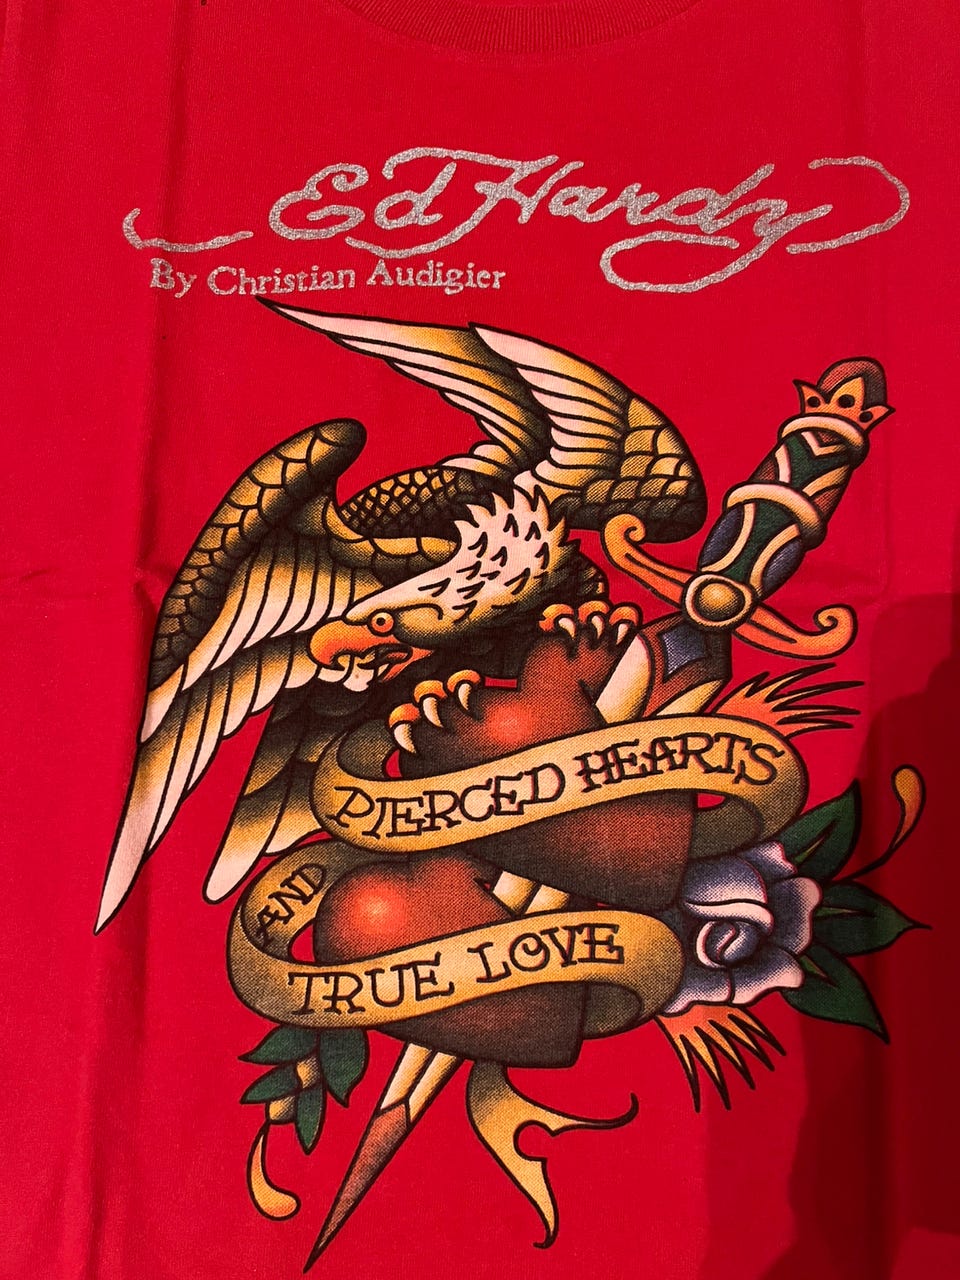 Ed Hardy
By Christian Audigier
PIERCED HEARTS
AND
TRUE LOVE